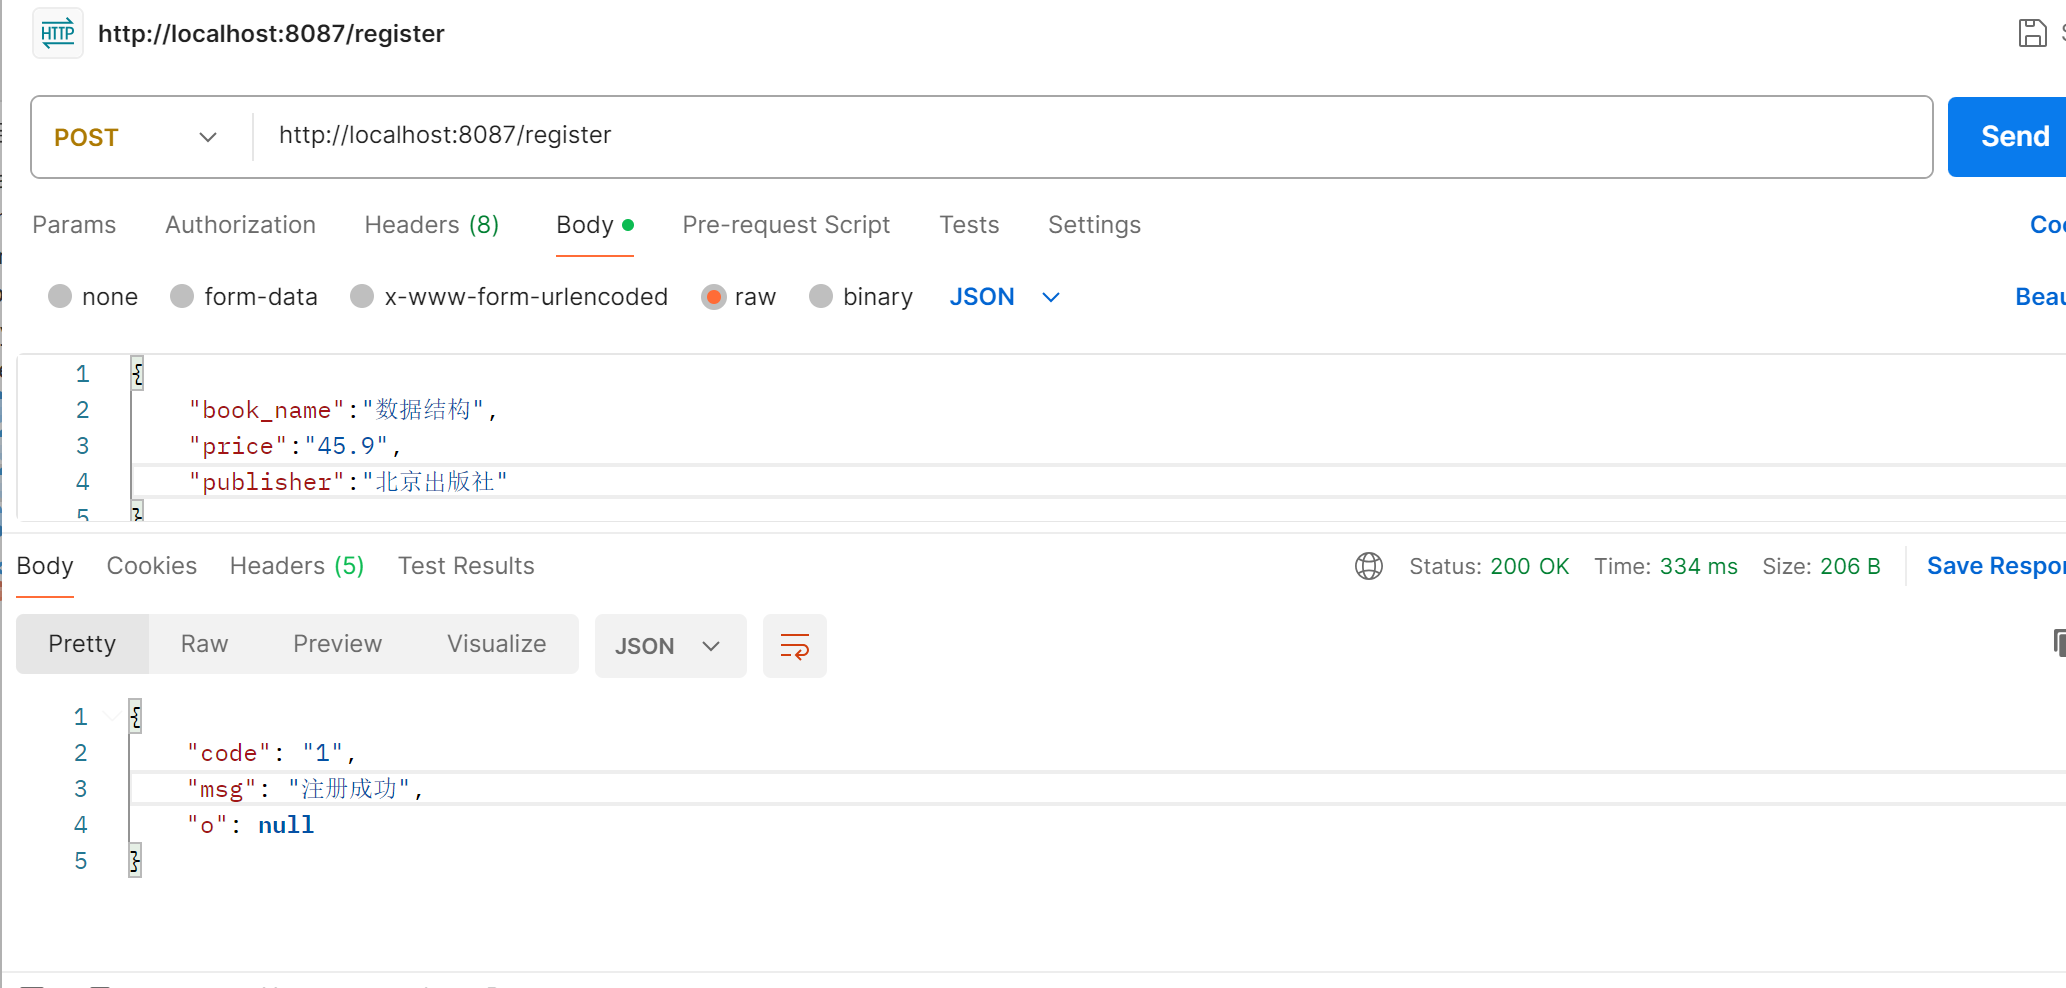 HTTP http://localhost:8087/register
POST http://localhost:8087/register Send
Params Authorization Headers (8) Body Pre-request Script Tests Settings
none form-data x-www-form-urlencoded raw binary JSON
1 {
2 "book_name":"数据结构",
3 "price":"45.9",
4 "publisher":"北京出版社"
5 }
Body Cookies Headers (5) Test Results Status: 200 OK Time: 334 ms Size: 206 B Save
Pretty Raw Preview Visualize JSON
1 {
2 "code": "1",
3 "msg": "注册成功",
4 "o": null
5 }